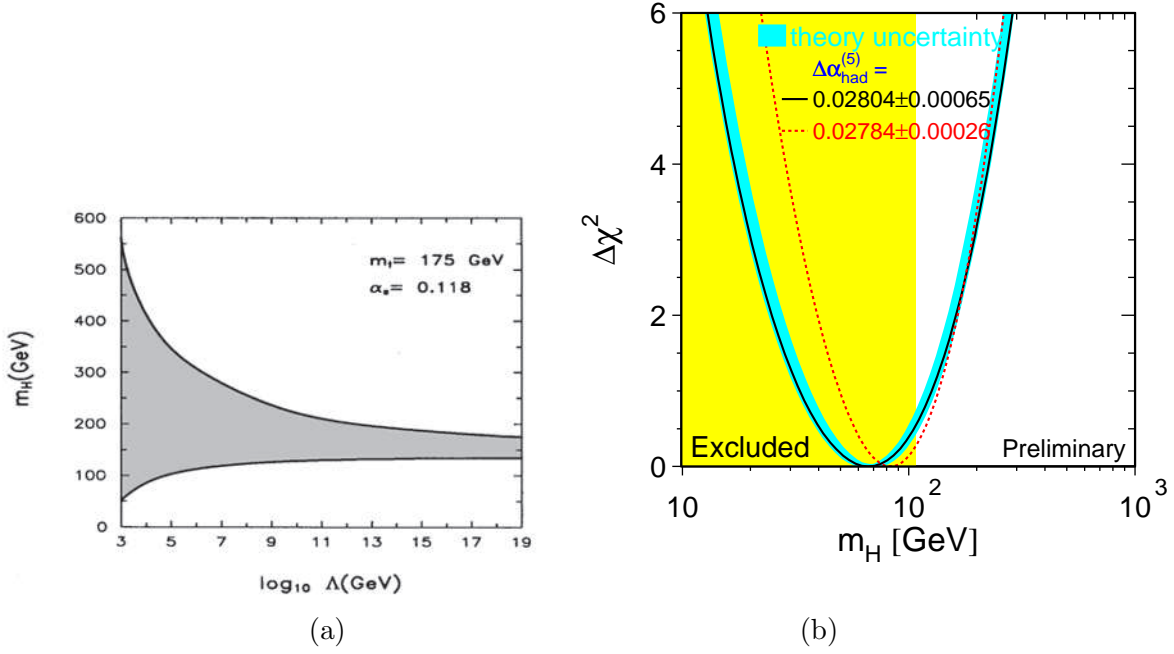 600
500
400
300
200
100
0
3 5 7 9 11 13 15 17 19
m_H(GeV)
log₁₀ Λ(GeV)
m_t= 175 GeV
α_s= 0.118
(a)
6
4
2
0
Δχ²
theory uncertainty
Δα_had^(5) =
0.02804±0.00065
0.02784±0.00026
Excluded
Preliminary
10 10² 10³
m_H [GeV]
(b)